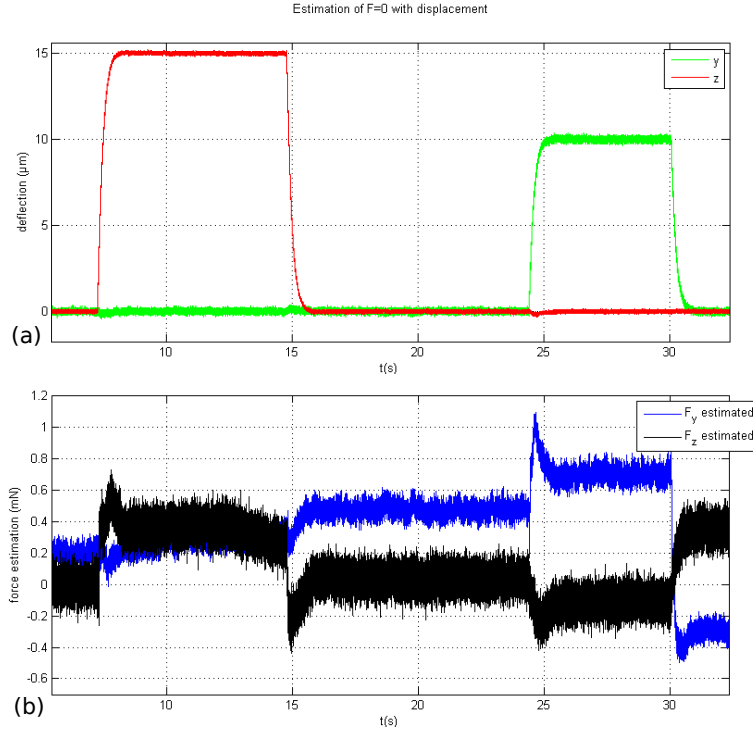 Estimation of F=0 with displacement
15
10
5
0
deflection (µm)
y
z
10
15
20
25
30
t(s)
(a)
1.2
1
0.8
0.6
0.4
0.2
0
-0.2
-0.4
-0.6
force estimation (mN)
F_y estimated
F_z estimated
10
15
20
25
30
t(s)
(b)